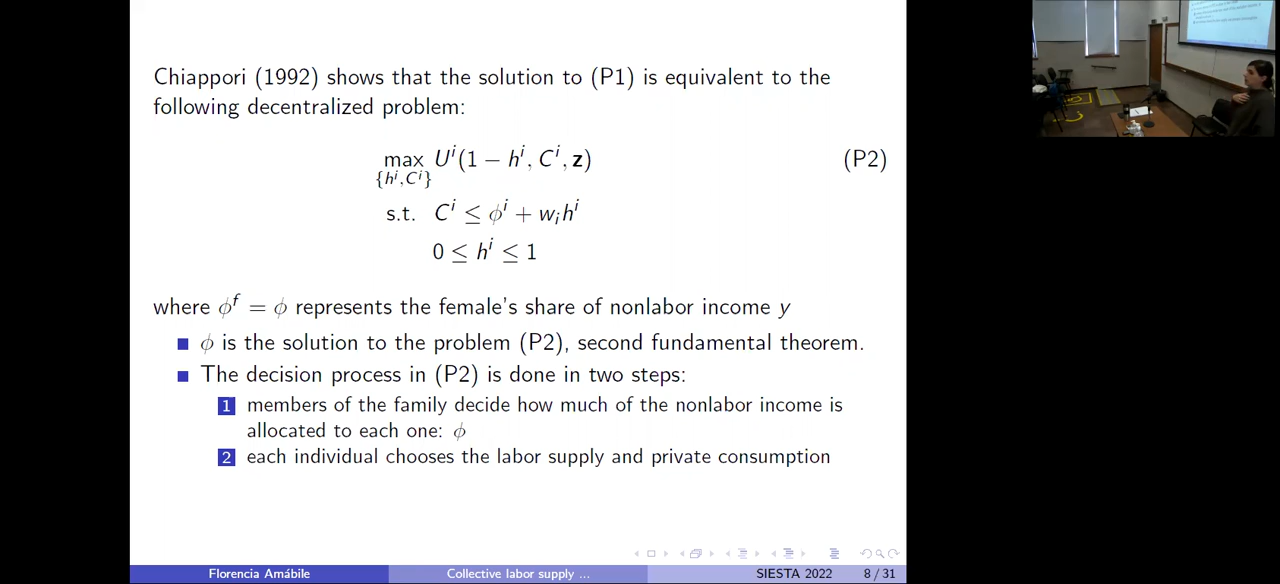 Chiappori (1992) shows that the solution to (P1) is equivalent to the
following decentralized problem:
max U^i(1 − h^i, C^i, z) (P2)
{h^i,C^i}
s.t. C^i ≤ ϕ^i + w_i h^i
0 ≤ h^i ≤ 1
where ϕ^f = ϕ represents the female's share of nonlabor income y
ϕ is the solution to the problem (P2), second fundamental theorem.
The decision process in (P2) is done in two steps:
1 members of the family decide how much of the nonlabor income is
allocated to each one: ϕ
2 each individual chooses the labor supply and private consumption
Florencia Amábile Collective labor supply ... SIESTA 2022 8 / 31